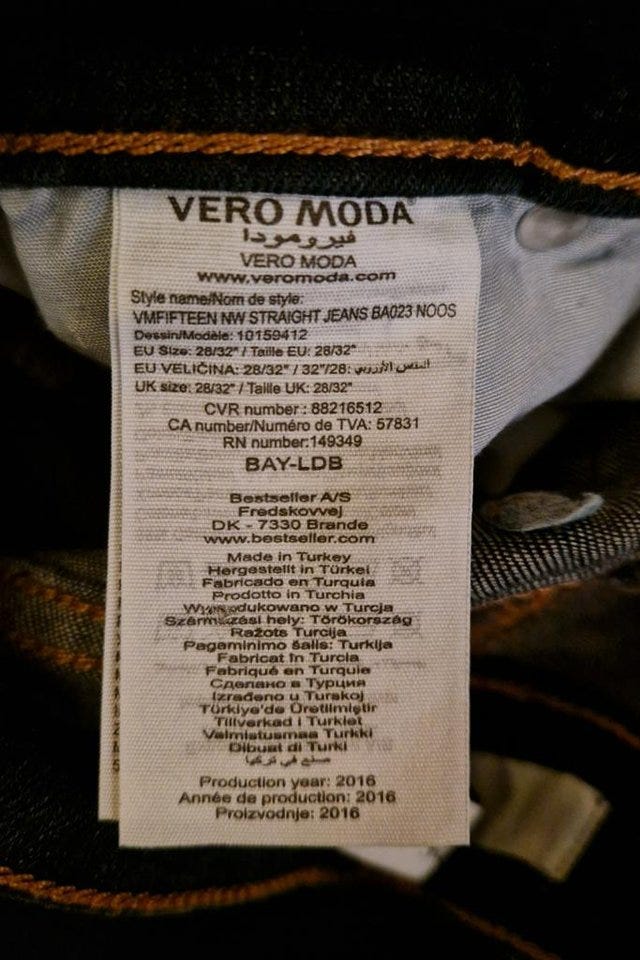 VERO MODA
فيرومودا
VERO MODA
www.veromoda.com
Style name/Nom de style:
VMFIFTEEN NW STRAIGHT JEANS BA023 NOOS
Dessin/Modèle: 10159412
EU Size: 28/32" / Taille EU: 28/32"
EU VELIČINA: 28/32" / 32"/28: المقس الأوروبي
UK size: 28/32" / Taille UK: 28/32"
CVR number : 88216512
CA number/Numéro de TVA: 57831
RN number:149349
BAY-LDB
Bestseller A/S
Fredskovvej
DK - 7330 Brande
www.bestseller.com
Made in Turkey
Hergestellt in Türkei
Fabricado en Turquía
Prodotto in Turchia
Wyprodukowano w Turcja
Származási hely: Törökország
Ražots Turcija
Pagaminimo šalis: Turkija
Fabricat în Turcia
Fabriqué en Turquie
Сделано в Турция
Izrađeno u Turskoj
Türkiye'de Üretilmiştir
Tillverkad i Turkiet
Valmistusmaa Turkki
Dibuat di Turki
صنع في تركيا
Production year: 2016
Année de production: 2016
Proizvodnje: 2016